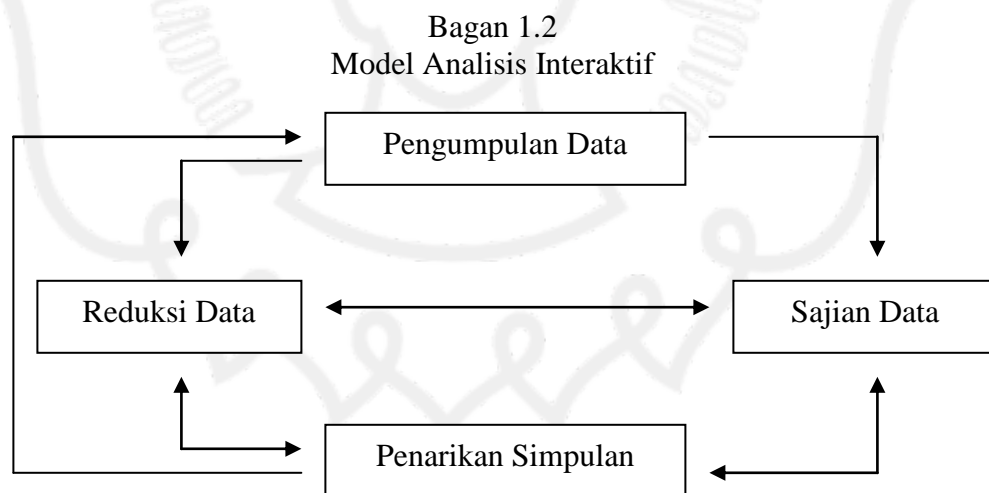 Bagan 1.2
Model Analisis Interaktif
Pengumpulan Data
Reduksi Data
Sajian Data
Penarikan Simpulan